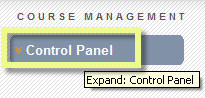 COURSE MANAGEMENT
Control Panel
Expand: Control Panel